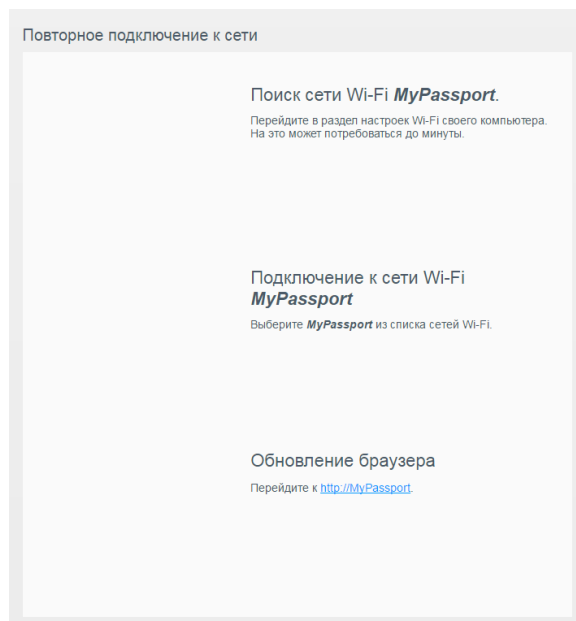 Повторное подключение к сети
Поиск сети Wi-Fi MyPassport.
Перейдите в раздел настроек Wi-Fi своего компьютера.
На это может потребоваться до минуты.
Подключение к сети Wi-Fi
MyPassport
Выберите MyPassport из списка сетей Wi-Fi.
Обновление браузера
Перейдите к http://MyPassport.